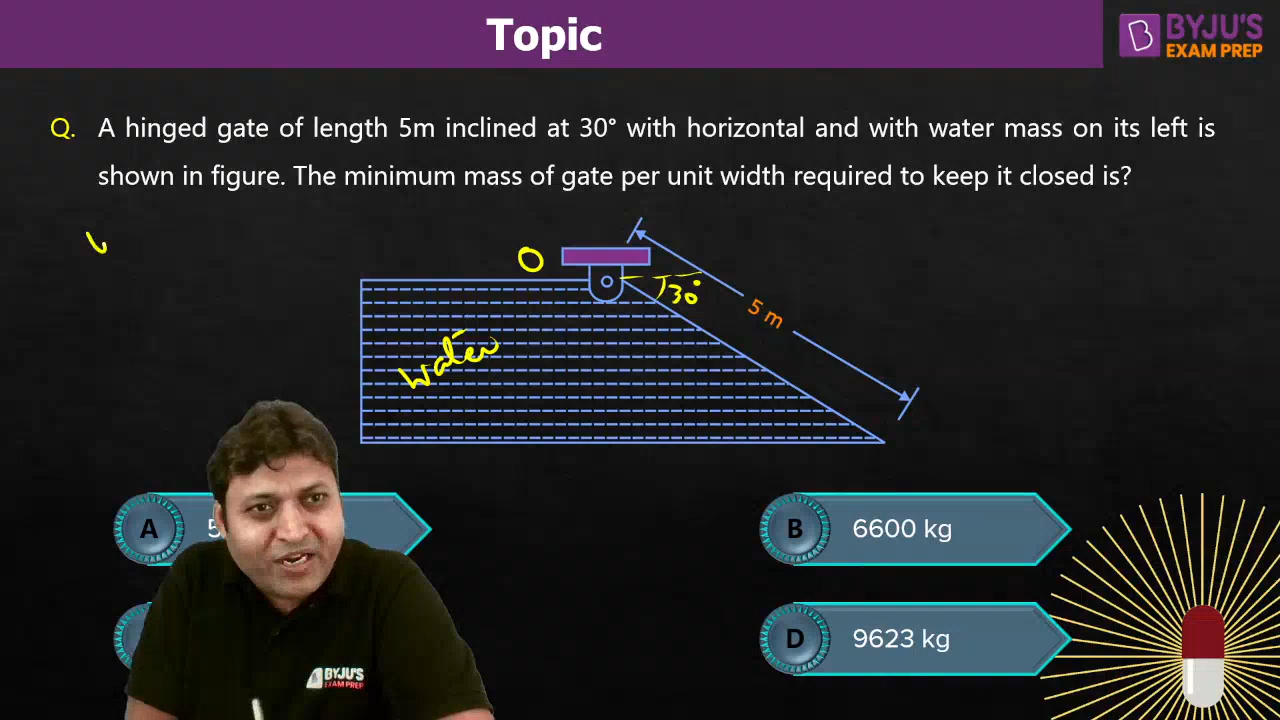 Topic
BYJU'S
EXAM PREP
Q. A hinged gate of length 5m inclined at 30° with horizontal and with water mass on its left is
shown in figure. The minimum mass of gate per unit width required to keep it closed is?
O
30°
5 m
water
A 5
B 6600 kg
D 9623 kg
BYJU'S
EXAM PREP